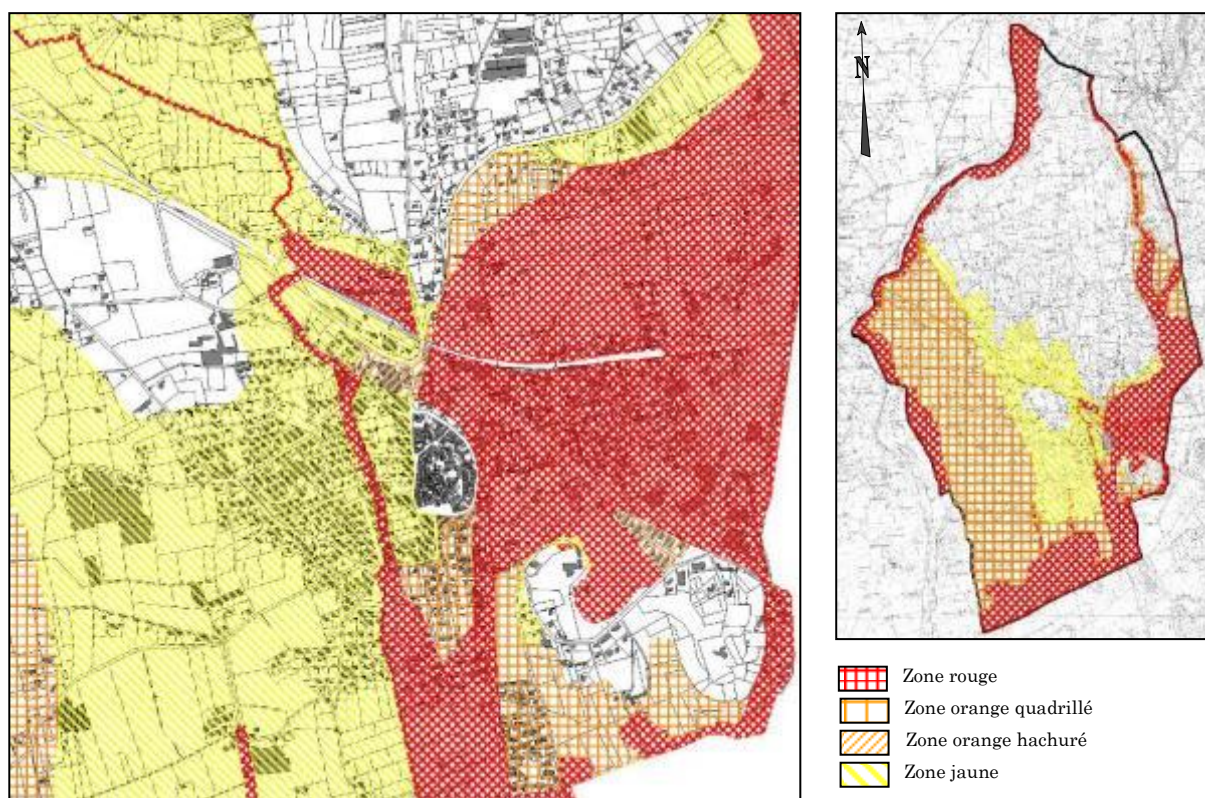 N
Zone rouge
Zone orange quadrillé
Zone orange hachuré
Zone jaune